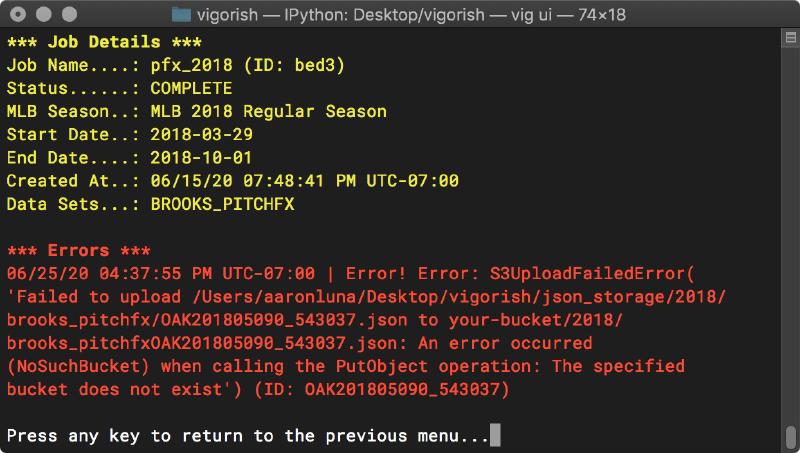 vigorish — IPython: Desktop/vigorish — vig ui — 74×18
*** Job Details ***
Job Name....: pfx_2018 (ID: bed3)
Status......: COMPLETE
MLB Season..: MLB 2018 Regular Season
Start Date..: 2018-03-29
End Date....: 2018-10-01
Created At..: 06/15/20 07:48:41 PM UTC-07:00
Data Sets...: BROOKS_PITCHFX
*** Errors ***
06/25/20 04:37:55 PM UTC-07:00 | Error! Error: S3UploadFailedError(
'Failed to upload /Users/aaronluna/Desktop/vigorish/json_storage/2018/
brooks_pitchfx/OAK201805090_543037.json to your-bucket/2018/
brooks_pitchfxOAK201805090_543037.json: An error occurred
(NoSuchBucket) when calling the PutObject operation: The specified
bucket does not exist') (ID: OAK201805090_543037)
Press any key to return to the previous menu...